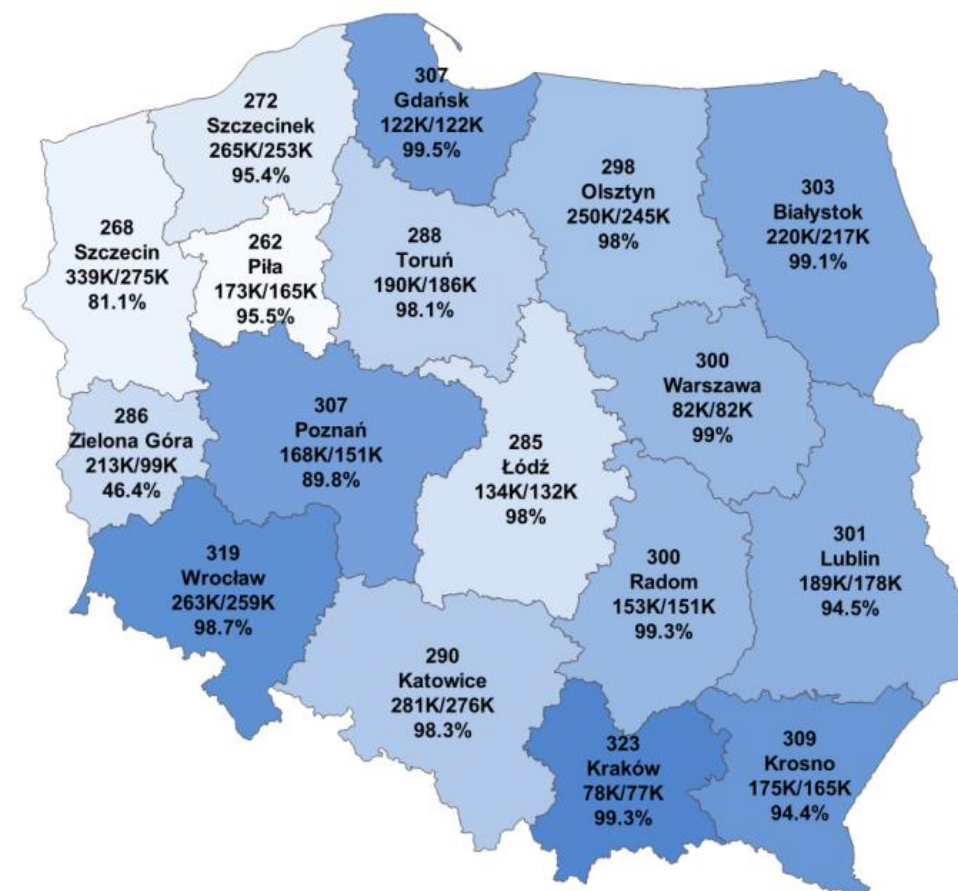 307
Gdańsk
122K/122K
99.5%
272
Szczecinek
265K/253K
95.4%
298
Olsztyn
250K/245K
98%
303
Białystok
220K/217K
99.1%
268
Szczecin
339K/275K
81.1%
262
Piła
173K/165K
95.5%
288
Toruń
190K/186K
98.1%
300
Warszawa
82K/82K
99%
286
Zielona Góra
213K/99K
46.4%
307
Poznań
168K/151K
89.8%
285
Łódź
134K/132K
98%
301
Lublin
189K/178K
94.5%
319
Wrocław
263K/259K
98.7%
300
Radom
153K/151K
99.3%
290
Katowice
281K/276K
98.3%
323
Kraków
78K/77K
99.3%
309
Krosno
175K/165K
94.4%